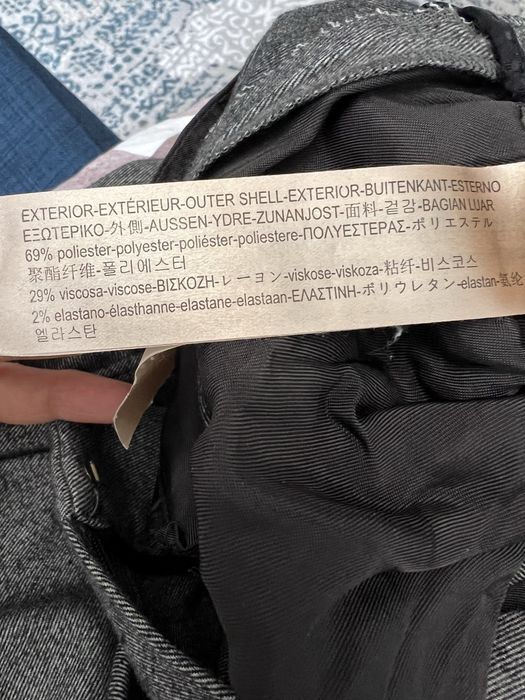 EXTERIOR-EXTÉRIEUR-OUTER SHELL-EXTERIOR-BUITENKANT-ESTERNO
ΕΞΩΤΕΡΙΚΟ-外側-AUSSEN-YDRE-ZUNANJOST-面料-겉감-BAGIAN LUAR
69% poliester-polyester-poliéster-poliestere-ΠΟΛΥΕΣΤΕΡΑΣ-ポリエステル
聚酯纤维-폴리에스터
29% viscosa-viscose-ΒΙΣΚΟΖΗ-レーヨン-viskose-viskoza-粘纤-비스코스
2% elastano-élasthanne-elastane-elastaan-ΕΛΑΣΤΙΝΗ-ポリウレタン-elastan-氨纶
엘라스탄